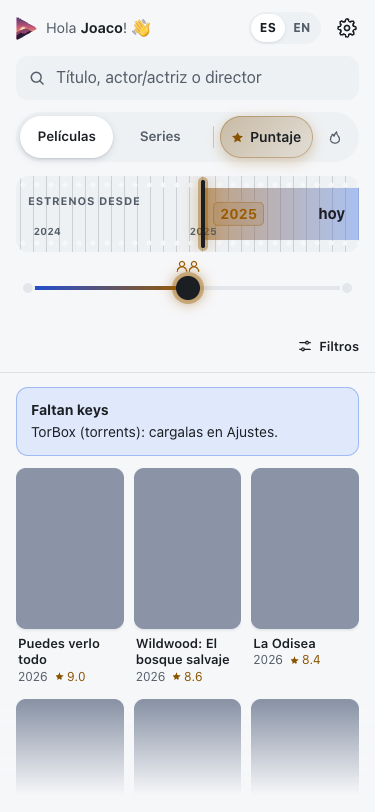 Hola Joaco! 👋
ES EN
Título, actor/actriz o director
Películas Series Puntaje
ESTRENOS DESDE
2025 hoy
2024 2025
Filtros
Faltan keys
TorBox (torrents): cargalas en Ajustes.
Puedes verlo todo
2026 ★ 9.0
Wildwood: El bosque salvaje
2026 ★ 8.6
La Odisea
2026 ★ 8.4